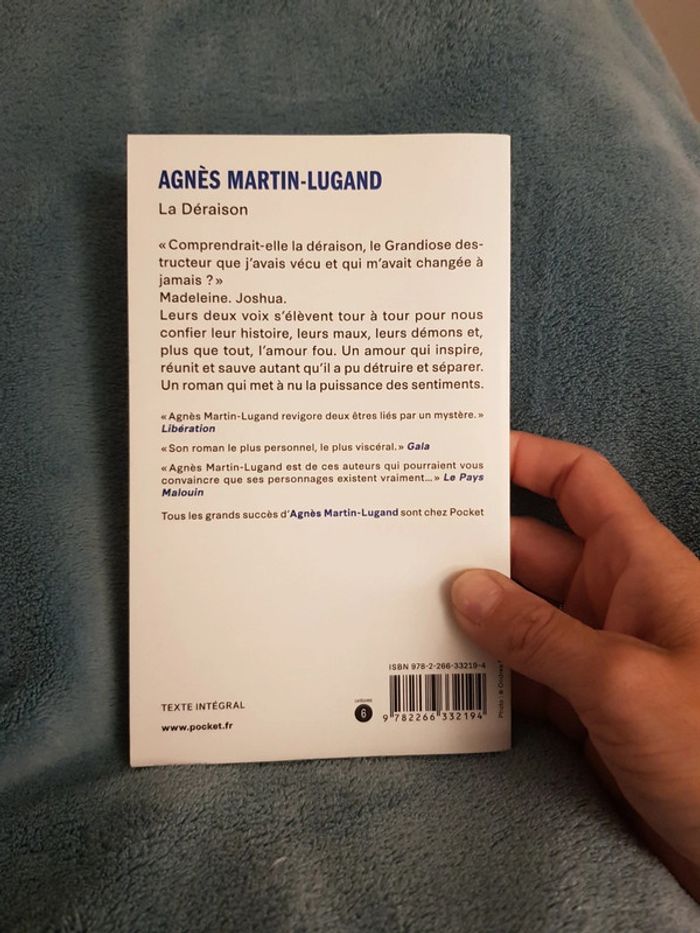 AGNÈS MARTIN-LUGAND
La Déraison
« Comprendrait-elle la déraison, le Grandiose des-
tructeur que j'avais vécu et qui m'avait changée à
jamais ? »
Madeleine. Joshua.
Leurs deux voix s'élèvent tour à tour pour nous
confier leur histoire, leurs maux, leurs démons et,
plus que tout, l'amour fou. Un amour qui inspire,
réunit et sauve autant qu'il a pu détruire et séparer.
Un roman qui met à nu la puissance des sentiments.
« Agnès Martin-Lugand revigore deux êtres liés par un mystère. »
Libération
« Son roman le plus personnel, le plus viscéral. » Gala
« Agnès Martin-Lugand est de ces auteurs qui pourraient vous
convaincre que ses personnages existent vraiment... » Le Pays
Malouin
Tous les grands succès d'Agnès Martin-Lugand sont chez Pocket
ISBN 978-2-266-33219-4
TEXTE INTÉGRAL
www.pocket.fr
6
9 782266 332194
Photo : ©